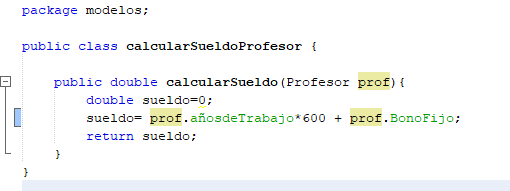 package modelos;
public class calcularSueldoProfesor {
public double calcularSueldo(Profesor prof){
double sueldo=0;
sueldo= prof.añosdeTrabajo*600 + prof.BonoFijo;
return sueldo;
}
}